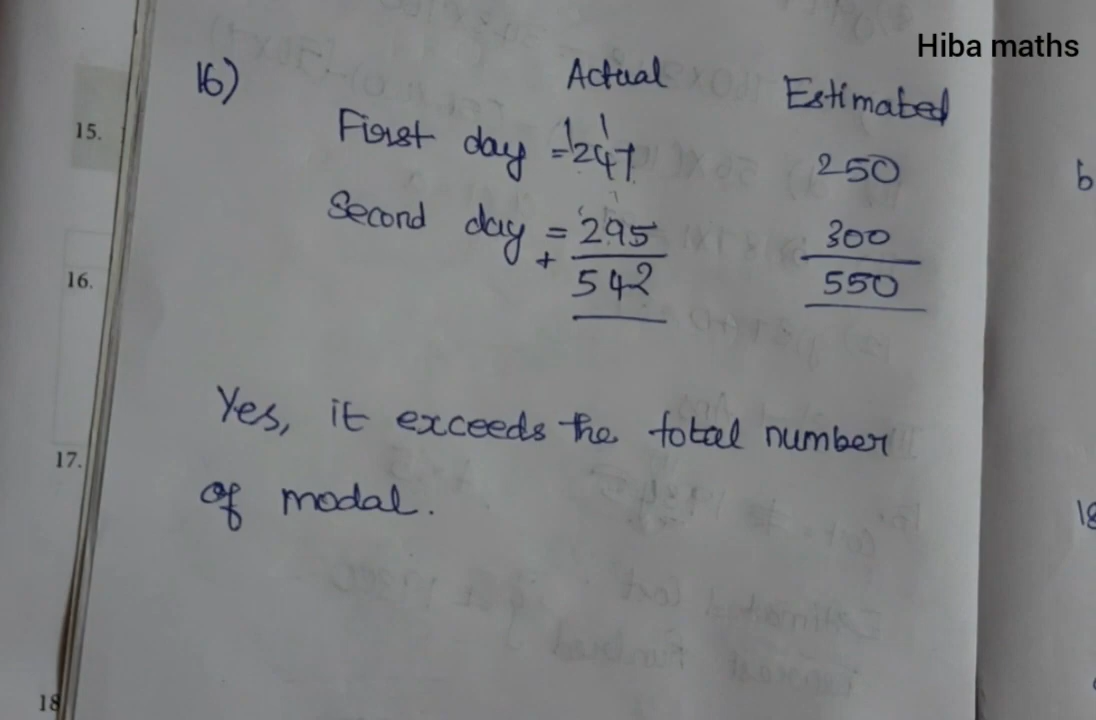 Hiba maths
16)
Actual Estimated
First day = 247 250
Second day = 295 300
+ 542 550
Yes, it exceeds the total number
of modal.
15.
16.
17.
18
b
18